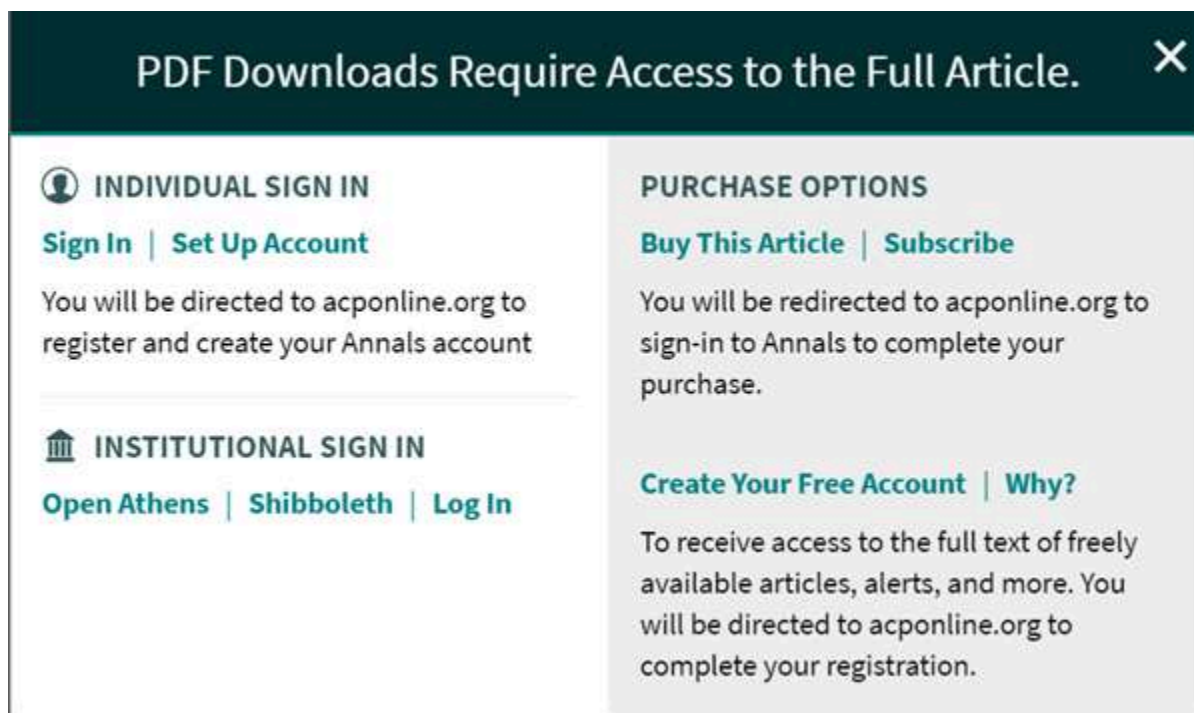 PDF Downloads Require Access to the Full Article.
INDIVIDUAL SIGN IN
Sign In | Set Up Account
You will be directed to acponline.org to
register and create your Annals account
INSTITUTIONAL SIGN IN
Open Athens | Shibboleth | Log In
PURCHASE OPTIONS
Buy This Article | Subscribe
You will be redirected to acponline.org to
sign-in to Annals to complete your
purchase.
Create Your Free Account | Why?
To receive access to the full text of freely
available articles, alerts, and more. You
will be directed to acponline.org to
complete your registration.